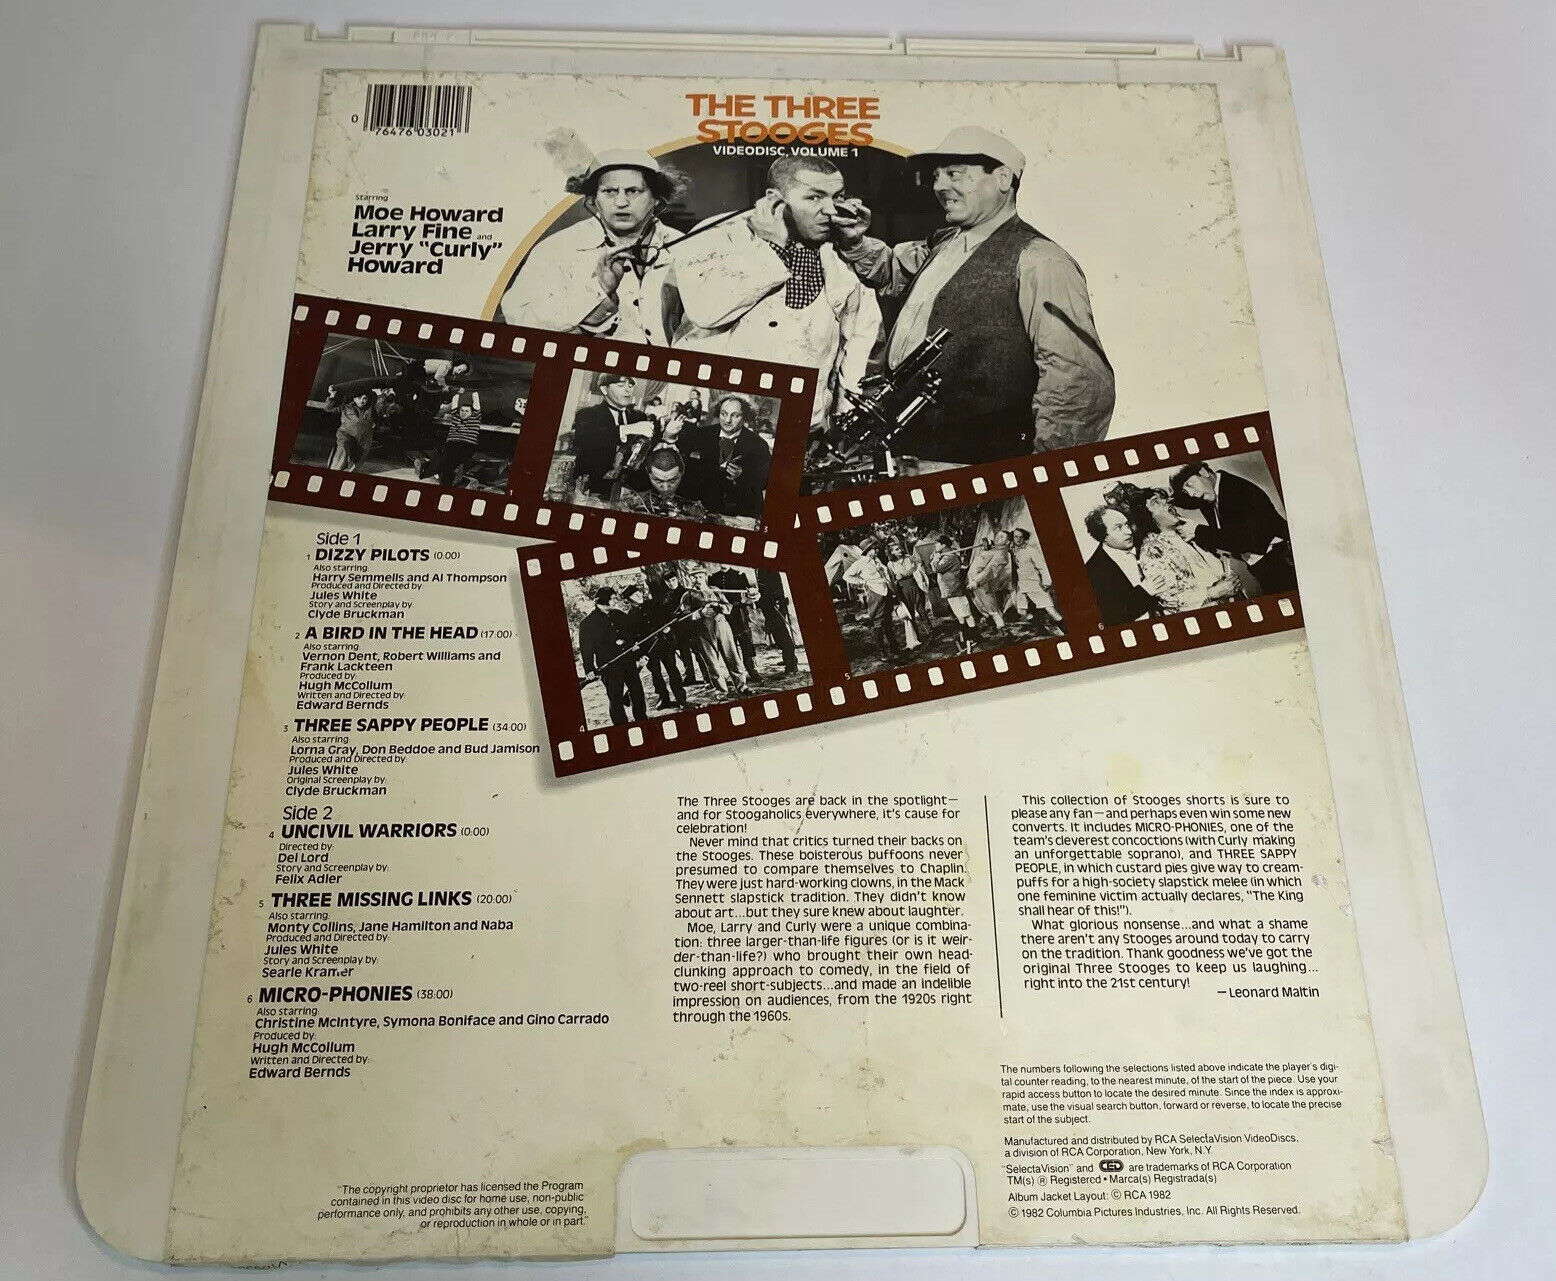 0
76476 03021
THE THREE
STOOGES
VIDEODISC, VOLUME 1
Starring
Moe Howard
Larry Fine and
Jerry "Curly"
Howard
2
1
3
4
5
6
Side 1
1 DIZZY PILOTS (0:00)
Also starring:
Harry Semmells and Al Thompson
Produced and Directed by:
Jules White
Story and Screenplay by:
Clyde Bruckman
2 A BIRD IN THE HEAD (17:00)
Also starring:
Vernon Dent, Robert Williams and
Frank Lackteen
Produced by:
Hugh McCollum
Written and Directed by:
Edward Bernds
3 THREE SAPPY PEOPLE (34:00)
Also starring:
Lorna Gray, Don Beddoe and Bud Jamison
Produced and Directed by:
Jules White
Original Screenplay by:
Clyde Bruckman
Side 2
4 UNCIVIL WARRIORS (0:00)
Directed by:
Del Lord
Story and Screenplay by:
Felix Adler
5 THREE MISSING LINKS (20:00)
Also starring:
Monty Collins, Jane Hamilton and Naba
Produced and Directed by:
Jules White
Story and Screenplay by:
Searle Kramer
6 MICRO-PHONIES (38:00)
Also starring:
Christine McIntyre, Symona Boniface and Gino Carrado
Produced by:
Hugh McCollum
Written and Directed by:
Edward Bernds
The Three Stooges are back in the spotlight—
and for Stoogaholics everywhere, it's cause for
celebration!
Never mind that critics turned their backs on
the Stooges. These boisterous buffoons never
presumed to compare themselves to Chaplin.
They were just hard-working clowns, in the Mack
Sennett slapstick tradition. They didn't know
about art...but they sure knew about laughter.
Moe, Larry and Curly were a unique combina-
tion: three larger-than-life figures (or is it weir-
der-than-life?) who brought their own head-
clunking approach to comedy, in the field of
two-reel short-subjects...and made an indelible
impression on audiences, from the 1920s right
through the 1960s.
This collection of Stooges shorts is sure to
please any fan—and perhaps even win some new
converts. It includes MICRO-PHONIES, one of the
team's cleverest concoctions (with Curly making
an unforgettable soprano), and THREE SAPPY
PEOPLE, in which custard pies give way to cream-
puffs for a high-society slapstick melee (in which
one feminine victim actually declares, "The King
shall hear of this!").
What glorious nonsense...and what a shame
there aren't any Stooges around today to carry
on the tradition. Thank goodness we've got the
original Three Stooges to keep us laughing...
right into the 21st century!
—Leonard Maltin
The numbers following the selections listed above indicate the player's digi-
tal counter reading, to the nearest minute, of the start of the piece. Use your
rapid access button to locate the desired minute. Since the index is approxi-
mate, use the visual search button, forward or reverse, to locate the precise
start of the subject.
Manufactured and distributed by RCA SelectaVision VideoDiscs,
a division of RCA Corporation, New York, N.Y.
"SelectaVision" and CED are trademarks of RCA Corporation
TM(s) ® Registered • Marca(s) Registrada(s)
Album Jacket Layout: © RCA 1982
© 1982 Columbia Pictures Industries, Inc. All Rights Reserved.
"The copyright proprietor has licensed the Program
contained in this video disc for home use, non-public
performance only, and prohibits any other use, copying,
or reproduction in whole or in part."